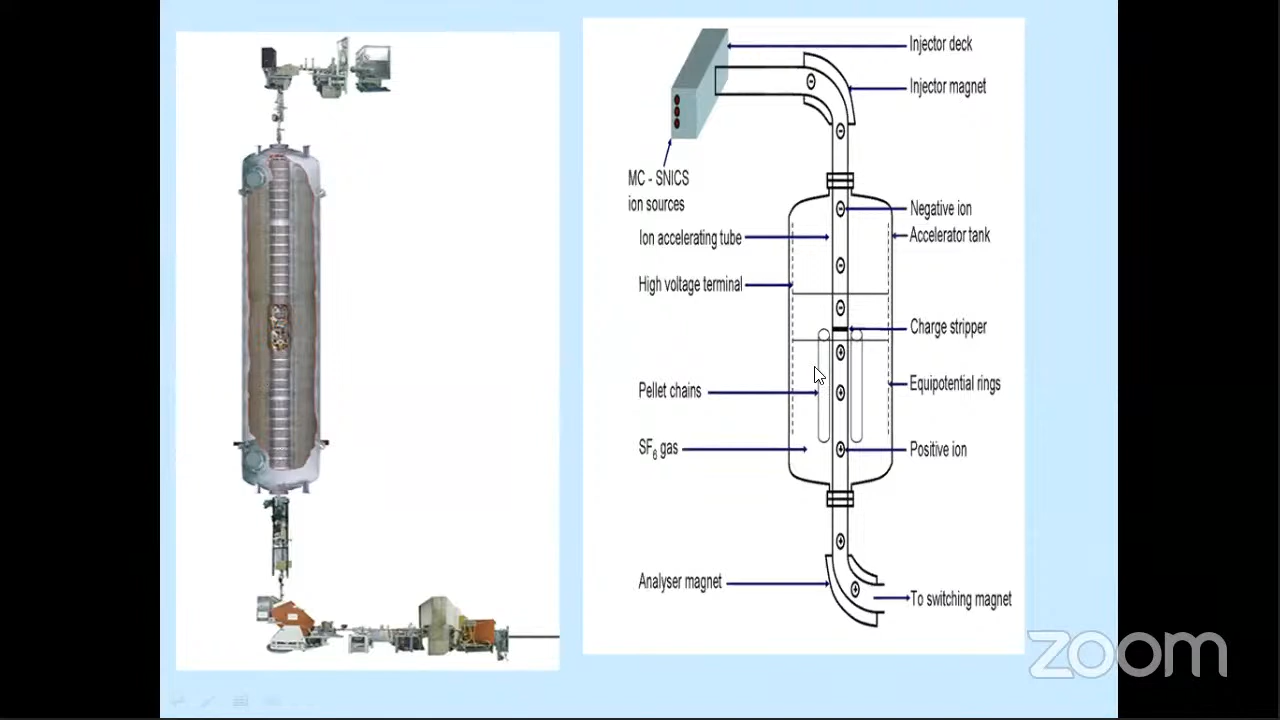 Injector deck
Injector magnet
MC - SNICS
ion sources
Negative ion
Ion accelerating tube
Accelerator tank
High voltage terminal
Charge stripper
Pellet chains
Equipotential rings
SF₆ gas
Positive ion
Analyser magnet
To switching magnet
zoom